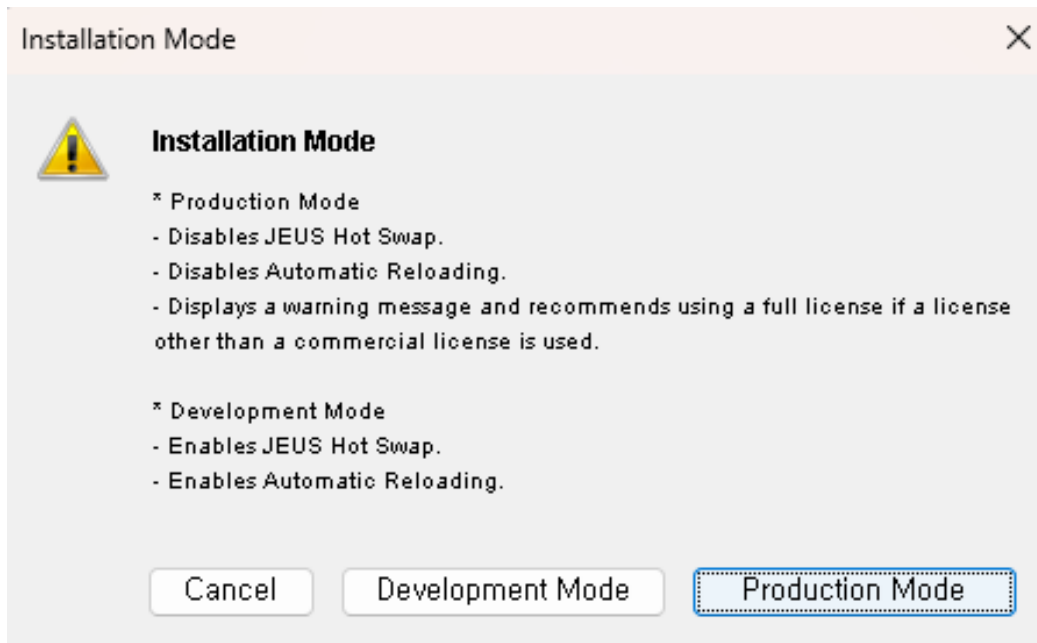 Installation Mode
Installation Mode
* Production Mode
- Disables JEUS Hot Swap.
- Disables Automatic Reloading.
- Displays a warning message and recommends using a full license if a license
other than a commercial license is used.
* Development Mode
- Enables JEUS Hot Swap.
- Enables Automatic Reloading.
Cancel Development Mode Production Mode